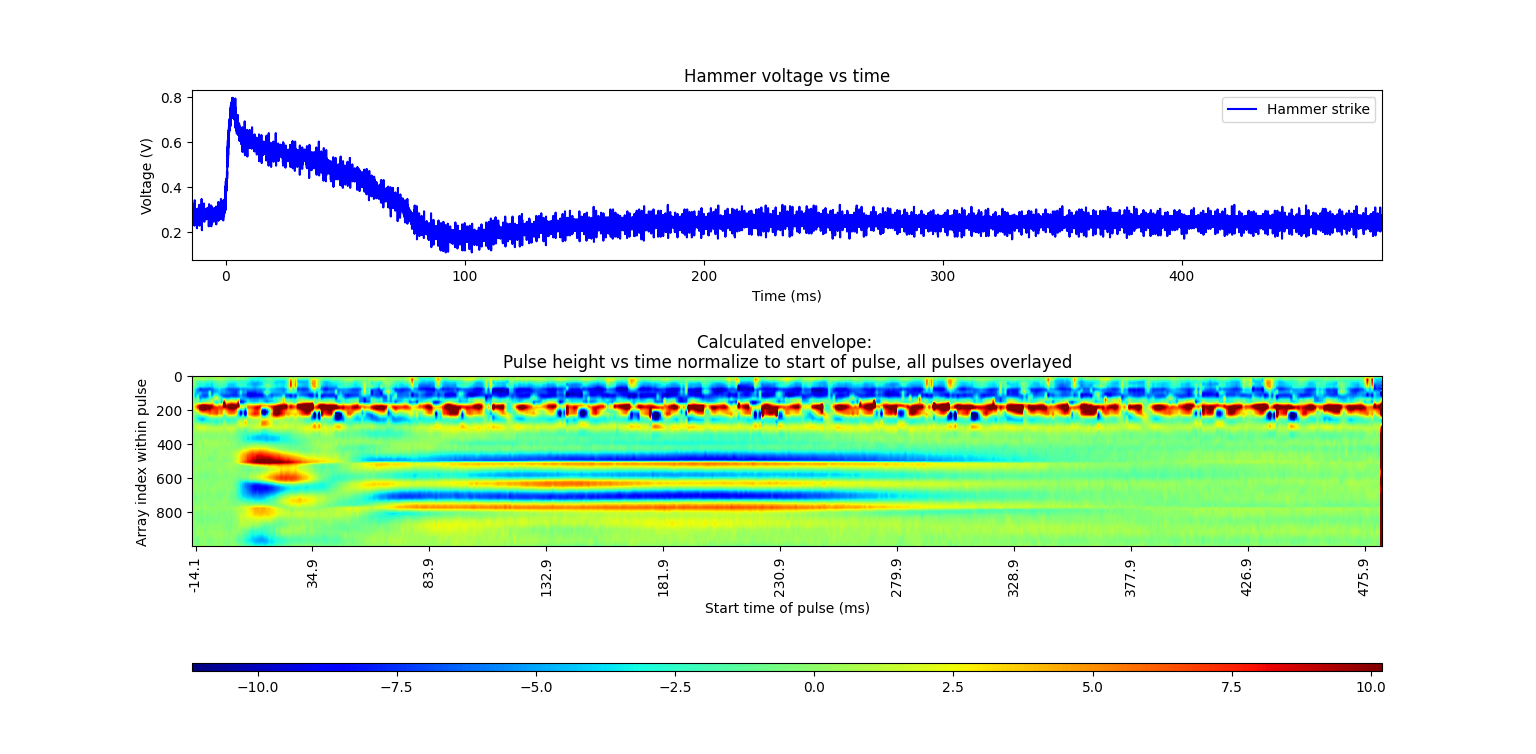 Hammer voltage vs time
Hammer strike
Voltage (V)
0.8
0.6
0.4
0.2
0 100 200 300 400
Time (ms)
Calculated envelope:
Pulse height vs time normalize to start of pulse, all pulses overlayed
Array index within pulse
0
200
400
600
800
-14.1 34.9 83.9 132.9 181.9 230.9 279.9 328.9 377.9 426.9 475.9
Start time of pulse (ms)
−10.0 −7.5 −5.0 −2.5 0.0 2.5 5.0 7.5 10.0